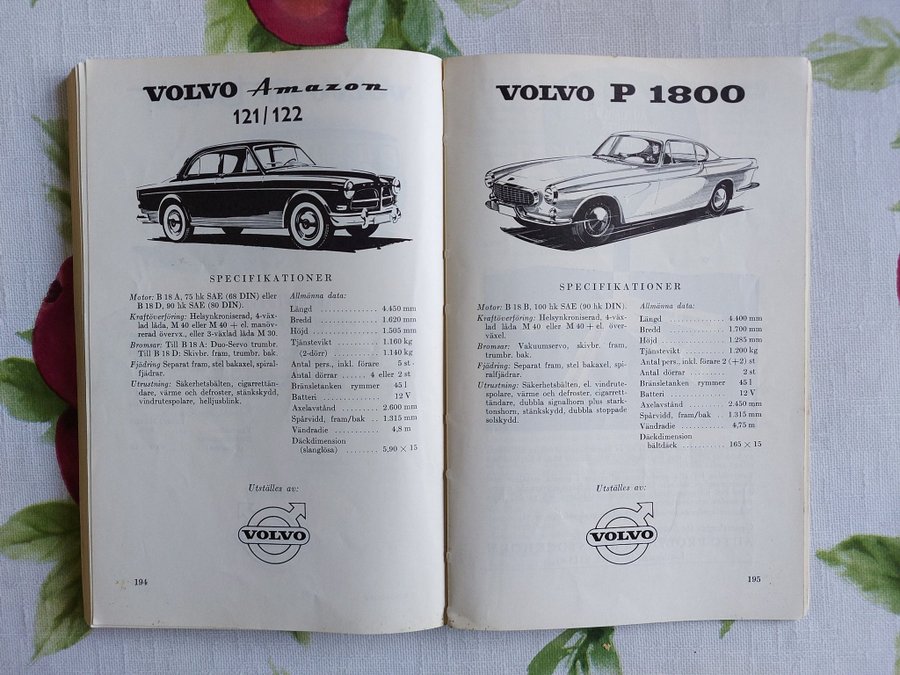 VOLVO Amazon
121/122
SPECIFIKATIONER
Motor: B 18 A, 75 hk SAE (68 DIN) eller
B 18 D, 90 hk SAE (80 DIN).
Kraftöverföring: Helsynkroniserad, 4-väx-
lad låda, M 40 eller M 40 + el. manöv-
rerad övervx., eller 3-växlad låda M 30.
Bromsar: Till B 18 A: Duo-Servo trumbr.
Till B 18 D: Skivbr. fram, trumbr. bak.
Fjädring Separat fram, stel bakaxel, spi-
ralfjädrar.
Utrustning: Säkerhetsbälten, cigarrettän-
dare, värme och defroster, stänkskydd,
vindrutespolare, helljusblink.
Allmänna data:
Längd ............ 4.450 mm
Bredd ............ 1.620 mm
Höjd ............ 1.505 mm
Tjänstevikt ........ 1.160 kg
(2-dörr) ........ 1.140 kg
Antal pers., inkl. förare 5 st.
Antal dörrar .... 4 eller 2 st
Bränsletanken rymmer 45 l
Batteri ............ 12 V
Axelavstånd ........ 2.600 mm
Spårvidd, fram/bak .. 1.315 mm
Vändradie .......... 4,8 m
Däckdimension
(slanglösa) ...... 5,90 × 15
Utställes av:
VOLVO
194
VOLVO P 1800
SPECIFIKATIONER
Motor: B 18 B, 100 hk SAE (90 hk DIN).
Kraftöverföring: Helsynkroniserad, 4-väx-
lad låda M 40 eller M 40 + el. över-
växel.
Bromsar: Vakuumservo, skivbr. fram,
trumbr. bak.
Fjädring: Separat fram, stel bakaxel, spi-
ralfjädrar.
Utrustning: Säkerhetsbälten, el. vindrute-
spolare, värme och defroster, cigarrett-
tändare, dubbla signalhorn plus stark-
tonshorn, stänkskydd, dubbla stoppade
solskydd.
Allmänna data:
Längd ............ 4.400 mm
Bredd ............ 1.700 mm
Höjd ............ 1.285 mm
Tjänstevikt ........ 1.200 kg
Antal pers., inkl. förare 2 (+2) st
Antal dörrar ........ 2 st
Bränsletanken rymmer 45 l
Batteri ............ 12 V
Axelavstånd ........ 2.450 mm
Spårvidd, fram/bak .. 1.315 mm
Vändradie .......... 4,75 m
Däckdimension
bältdäck ........ 165 × 15
Utställes av:
VOLVO
195